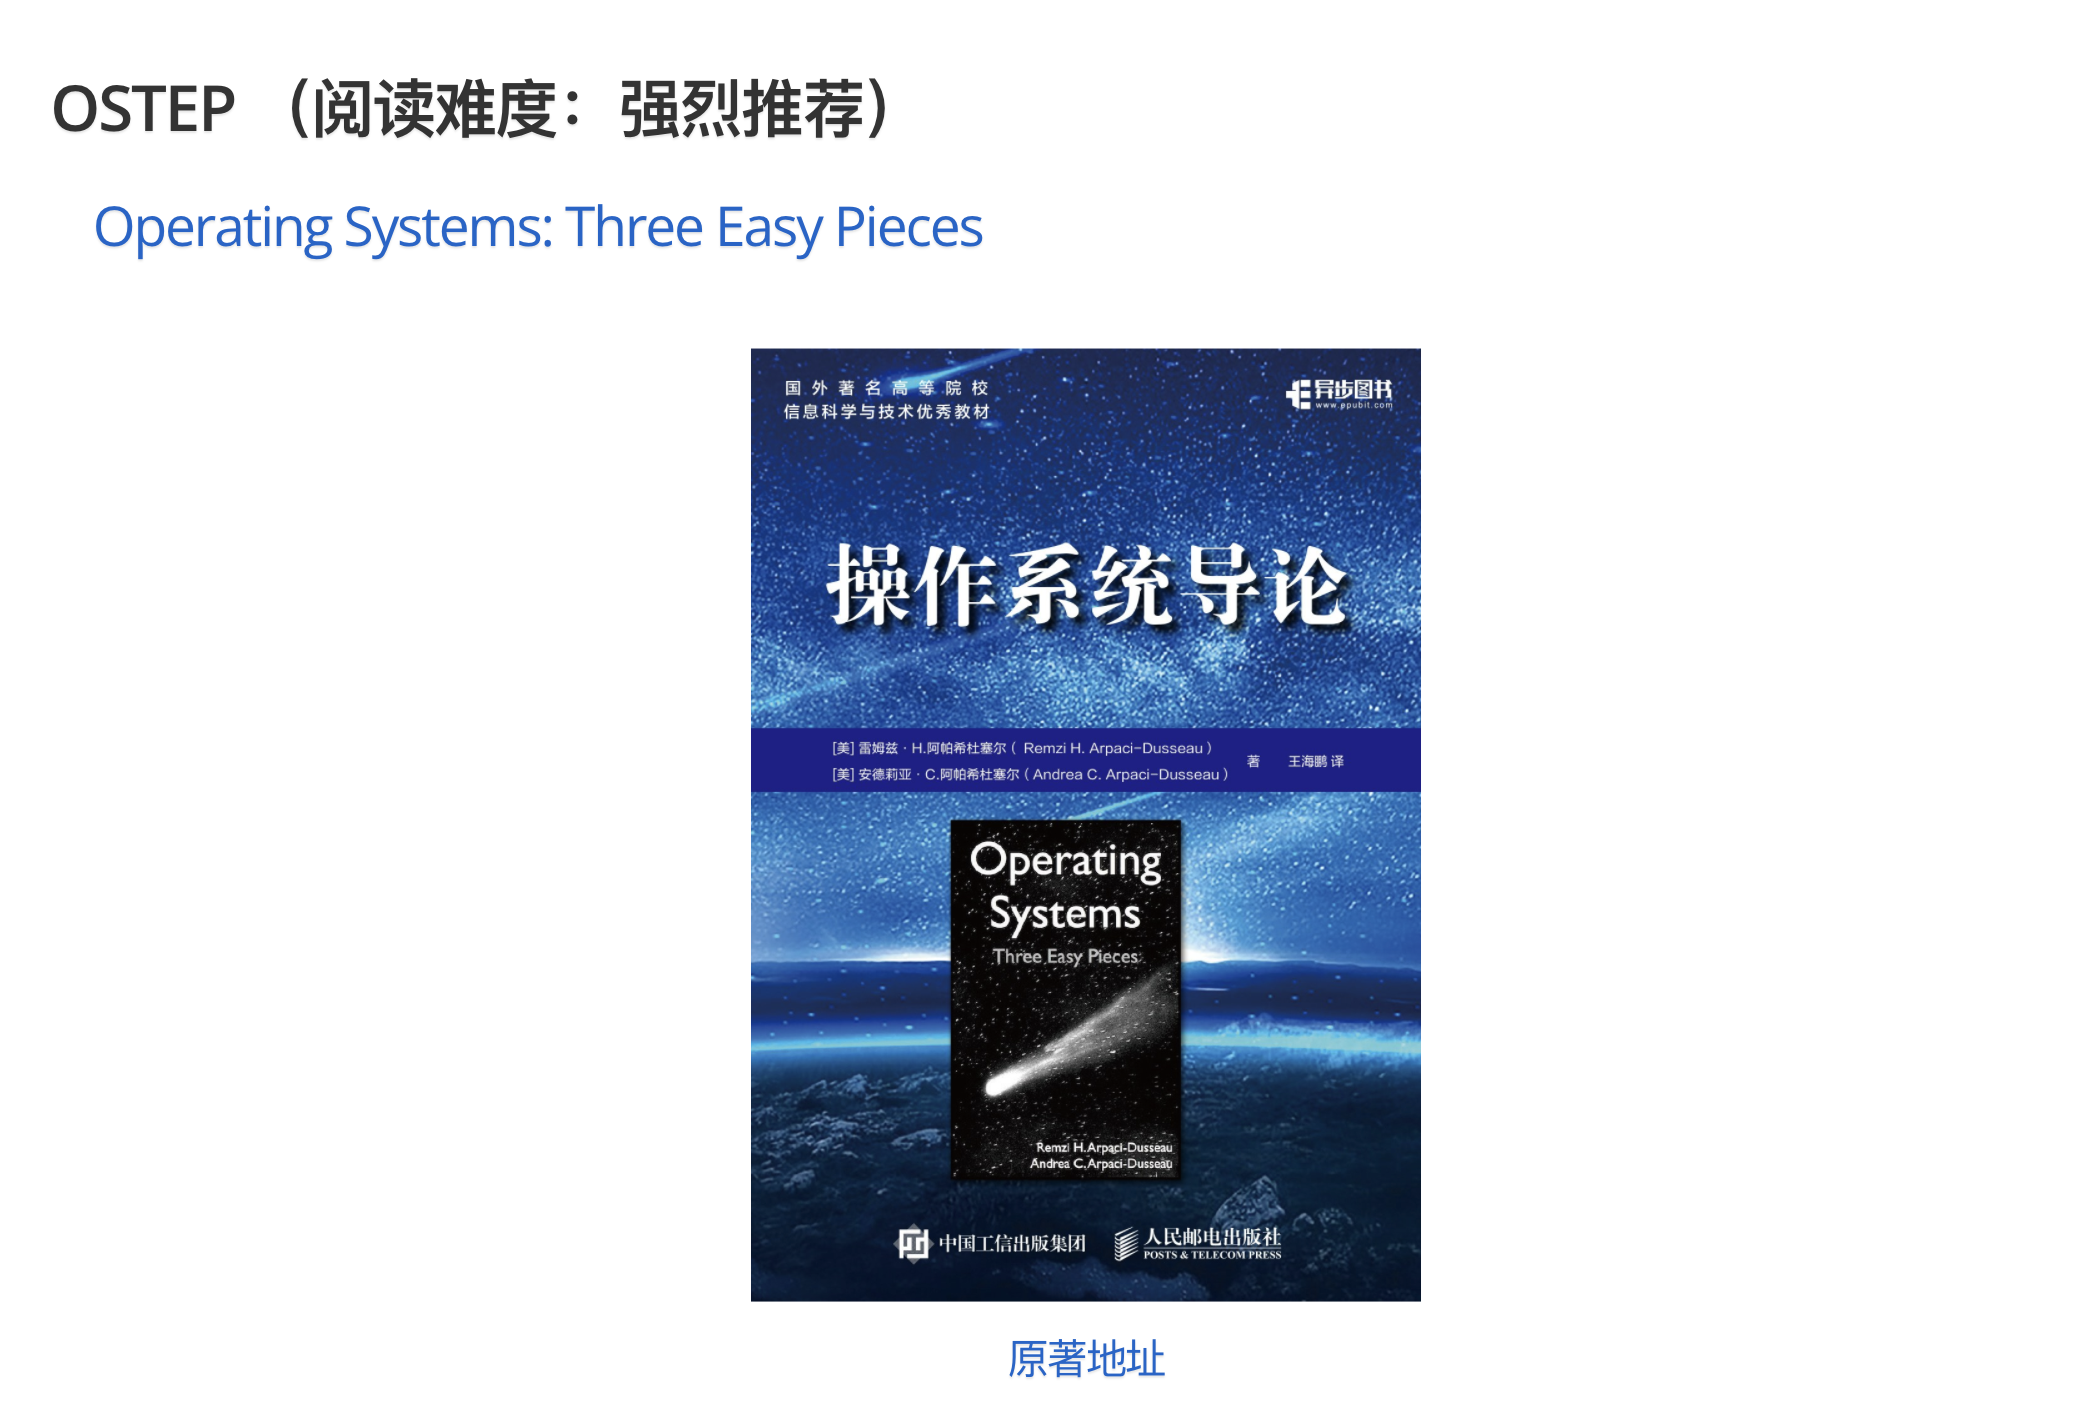 OSTEP （阅读难度：强烈推荐）
Operating Systems: Three Easy Pieces
国外著名高等院校
信息科学与技术优秀教材
异步图书
www.epubit.com
操作系统导论
[美] 雷姆兹·H.阿帕希杜塞尔（ Remzi H. Arpaci-Dusseau ）
[美] 安德莉亚·C.阿帕希杜塞尔（ Andrea C. Arpaci-Dusseau ）
著 王海鹏 译
Operating
Systems
Three Easy Pieces
Remzi H.Arpaci-Dusseau
Andrea C.Arpaci-Dusseau
中国工信出版集团
人民邮电出版社
POSTS & TELECOM PRESS
原著地址